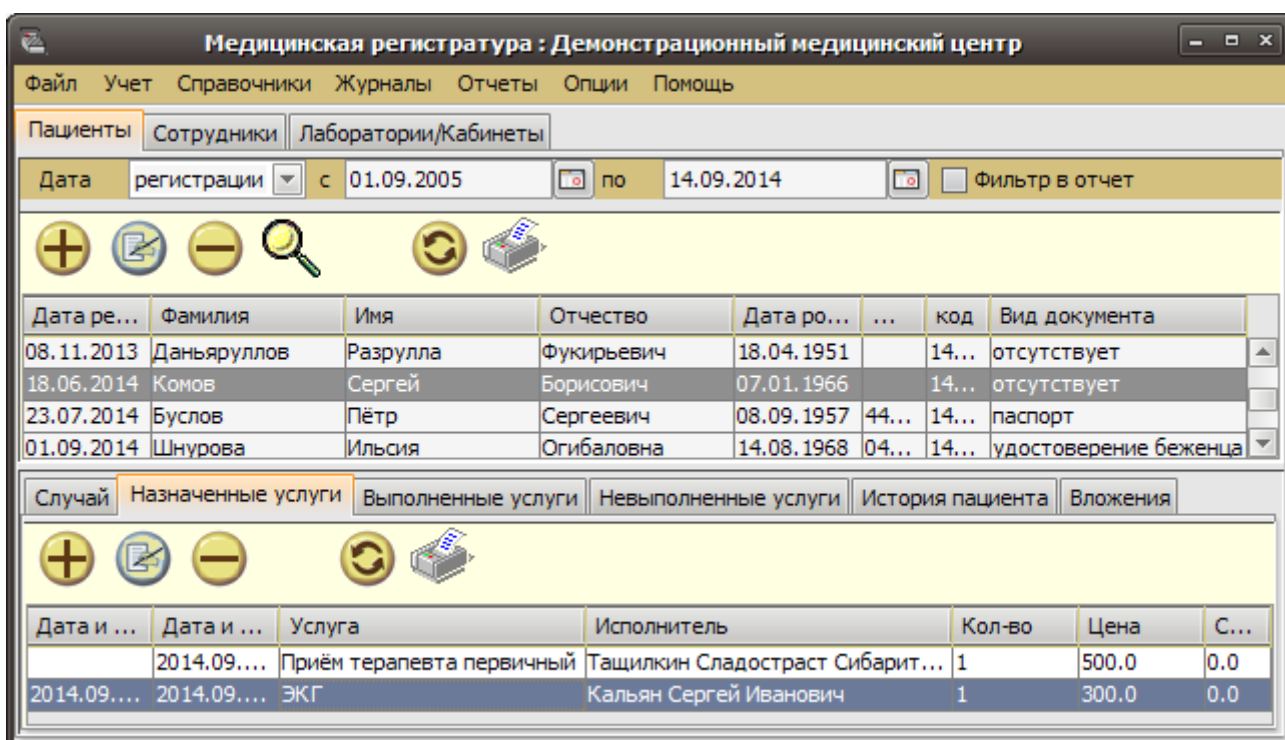 Медицинская регистратура : Демонстрационный медицинский центр
Файл Учет Справочники Журналы Отчеты Опции Помощь
Пациенты Сотрудники Лаборатории/Кабинеты
Дата регистрации с 01.09.2005 по 14.09.2014 Фильтр в отчет
Дата ре... Фамилия Имя Отчество Дата ро... ... код Вид документа
08.11.2013 Даньяруллов Разрулла Фукирьевич 18.04.1951 14... отсутствует
18.06.2014 Комов Сергей Борисович 07.01.1966 14... отсутствует
23.07.2014 Буслов Пётр Сергеевич 08.09.1957 44... 14... паспорт
01.09.2014 Шнурова Ильсия Огибаловна 14.08.1968 04... 14... удостоверение беженца
Случай Назначенные услуги Выполненные услуги Невыполненные услуги История пациента Вложения
Дата и ... Дата и ... Услуга Исполнитель Кол-во Цена С...
2014.09.... Приём терапевта первичный Тащилкин Сладостраст Сибарит... 1 500.0 0.0
2014.09.... 2014.09.... ЭКГ Кальян Сергей Иванович 1 300.0 0.0